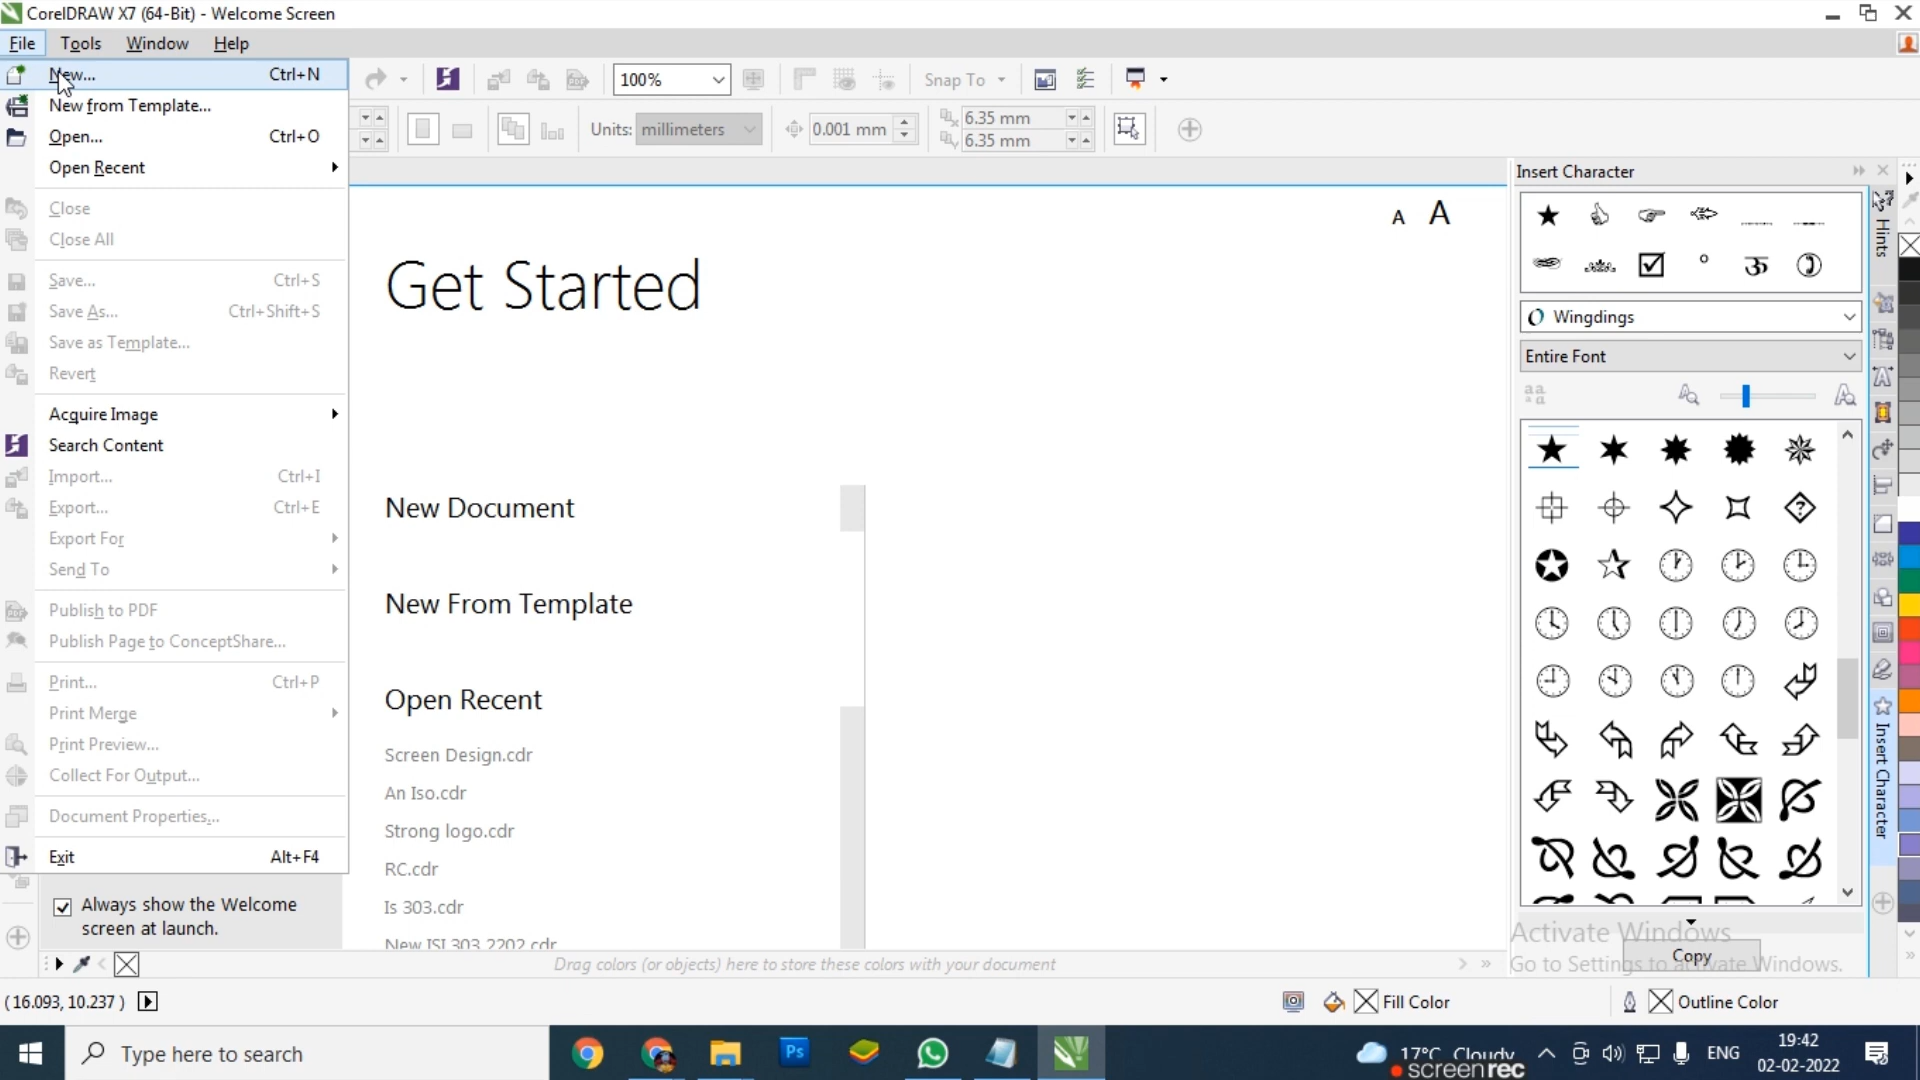 CorelDRAW X7 (64-Bit) - Welcome Screen
File Tools Window Help
New... Ctrl+N
New from Template...
Open... Ctrl+O
Open Recent
Close
Close All
Save... Ctrl+S
Save As... Ctrl+Shift+S
Save as Template...
Revert
Acquire Image
Search Content
Import... Ctrl+I
Export... Ctrl+E
Export For
Send To
Publish to PDF
Publish Page to ConceptShare...
Print... Ctrl+P
Print Merge
Print Preview...
Collect For Output...
Document Properties...
Exit Alt+F4
Always show the Welcome
screen at launch.
100% Snap To
Units: millimeters 0.001 mm 6.35 mm
6.35 mm
A A
Get Started
New Document
New From Template
Open Recent
Screen Design.cdr
An Iso.cdr
Strong logo.cdr
RC.cdr
Is 303.cdr
New ISI 303 2202 cdr
Insert Character
Wingdings
Entire Font
Copy
Activate Windows
Go to Settings to activate Windows.
Hints
Insert Character
Drag colors (or objects) here to store these colors with your document
(16.093, 10.237 ) Fill Color Outline Color
Type here to search
Ps
17°C Cloudy
screenrec
ENG
19:42
02-02-2022